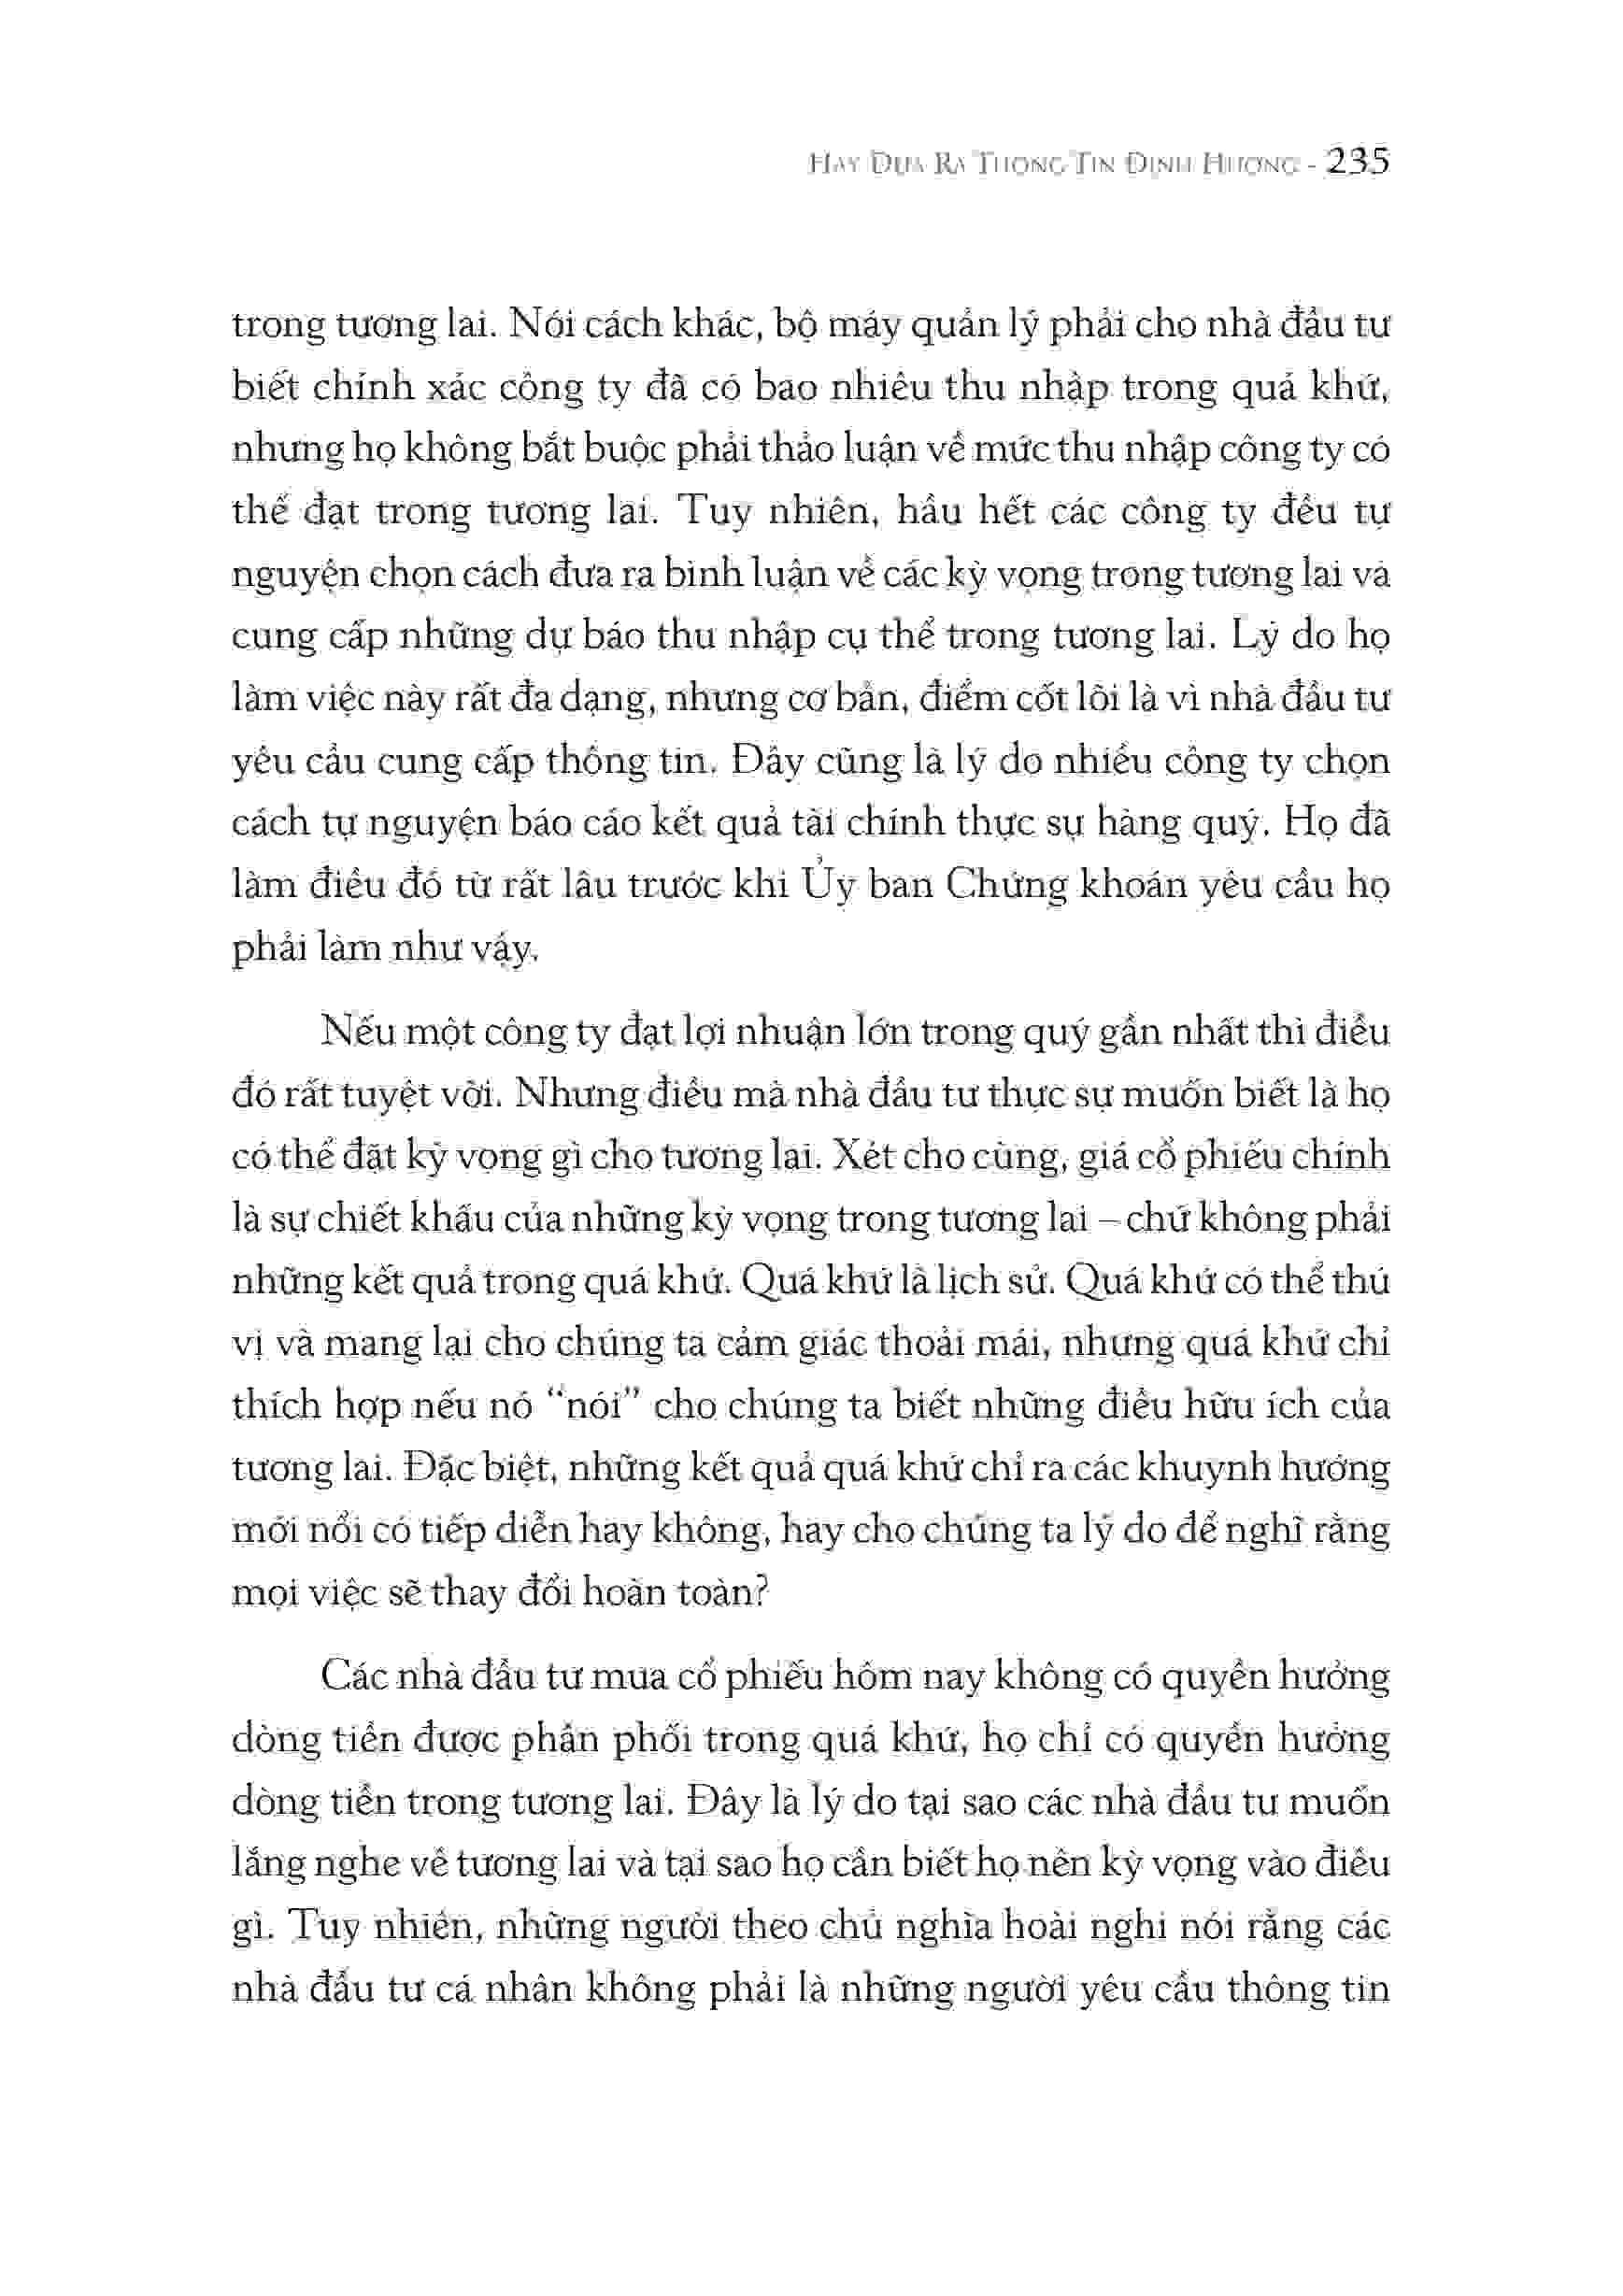 HÃY ĐƯA RA THÔNG TIN ĐỊNH HƯỚNG - 235
trong tương lai. Nói cách khác, bộ máy quản lý phải cho nhà đầu tư
biết chính xác công ty đã có bao nhiêu thu nhập trong quá khứ,
nhưng họ không bắt buộc phải thảo luận về mức thu nhập công ty có
thể đạt trong tương lai. Tuy nhiên, hầu hết các công ty đều tự
nguyện chọn cách đưa ra bình luận về các kỳ vọng trong tương lai và
cung cấp những dự báo thu nhập cụ thể trong tương lai. Lý do họ
làm việc này rất đa dạng, nhưng cơ bản, điểm cốt lõi là vì nhà đầu tư
yêu cầu cung cấp thông tin. Đây cũng là lý do nhiều công ty chọn
cách tự nguyện báo cáo kết quả tài chính thực sự hàng quý. Họ đã
làm điều đó từ rất lâu trước khi Ủy ban Chứng khoán yêu cầu họ
phải làm như vậy.
Nếu một công ty đạt lợi nhuận lớn trong quý gần nhất thì điều
đó rất tuyệt vời. Nhưng điều mà nhà đầu tư thực sự muốn biết là họ
có thể đặt kỳ vọng gì cho tương lai. Xét cho cùng, giá cổ phiếu chính
là sự chiết khấu của những kỳ vọng trong tương lai – chứ không phải
những kết quả trong quá khứ. Quá khứ là lịch sử. Quá khứ có thể thú
vị và mang lại cho chúng ta cảm giác thoải mái, nhưng quá khứ chỉ
thích hợp nếu nó “nói” cho chúng ta biết những điều hữu ích của
tương lai. Đặc biệt, những kết quả quá khứ chỉ ra các khuynh hướng
mới nổi có tiếp diễn hay không, hay cho chúng ta lý do để nghĩ rằng
mọi việc sẽ thay đổi hoàn toàn?
Các nhà đầu tư mua cổ phiếu hôm nay không có quyền hưởng
dòng tiền được phân phối trong quá khứ, họ chỉ có quyền hưởng
dòng tiền trong tương lai. Đây là lý do tại sao các nhà đầu tư muốn
lắng nghe về tương lai và tại sao họ cần biết họ nên kỳ vọng vào điều
gì. Tuy nhiên, những người theo chủ nghĩa hoài nghi nói rằng các
nhà đầu tư cá nhân không phải là những người yêu cầu thông tin